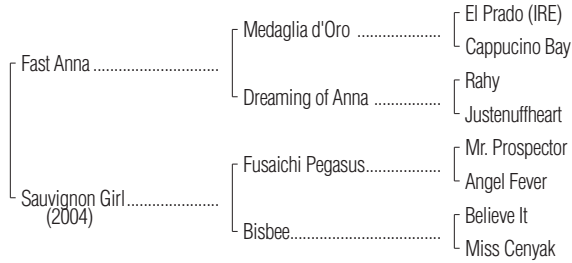 El Prado (IRE)
Medaglia d'Oro ..................
Cappucino Bay
Fast Anna ...........................
Rahy
Dreaming of Anna ..............
Justenuffheart
Mr. Prospector
Fusaichi Pegasus................
Angel Fever
Sauvignon Girl....................
(2004)
Believe It
Bisbee................................
Miss Cenyak